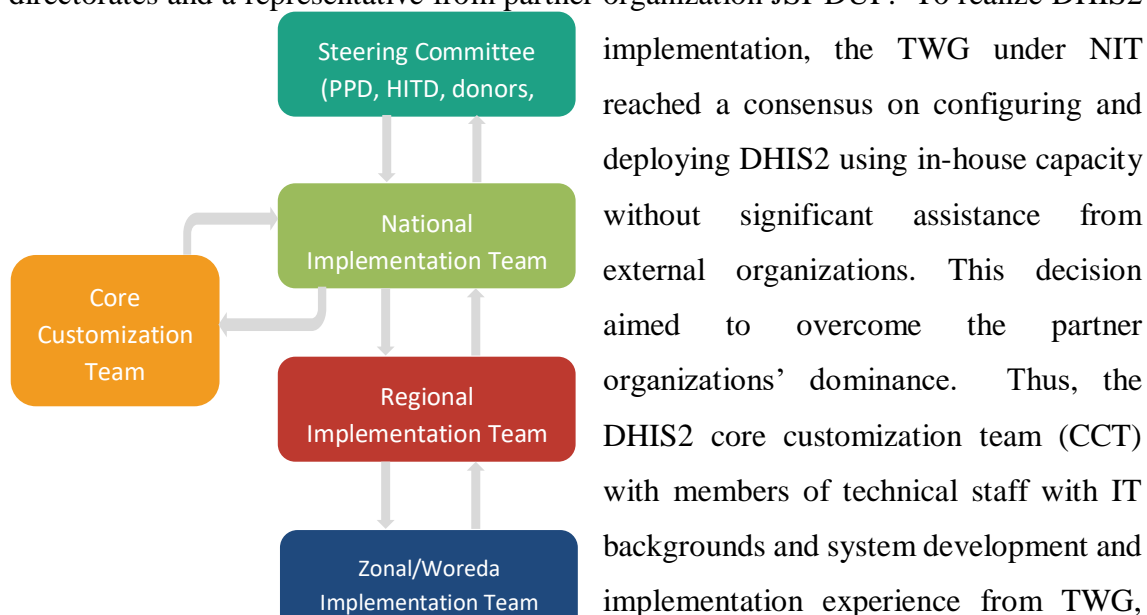 directorates and a representative from partner organization JSI-DUP. To realize DHIS2
Steering Committee
(PPD, HITD, donors,
National
Implementation Team
Core
Customization
Team
Regional
Implementation Team
Zonal/Woreda
Implementation Team
implementation, the TWG under NIT
reached a consensus on configuring and
deploying DHIS2 using in-house capacity
without significant assistance from
external organizations. This decision
aimed to overcome the partner
organizations’ dominance. Thus, the
DHIS2 core customization team (CCT)
with members of technical staff with IT
backgrounds and system development and
implementation experience from TWG,